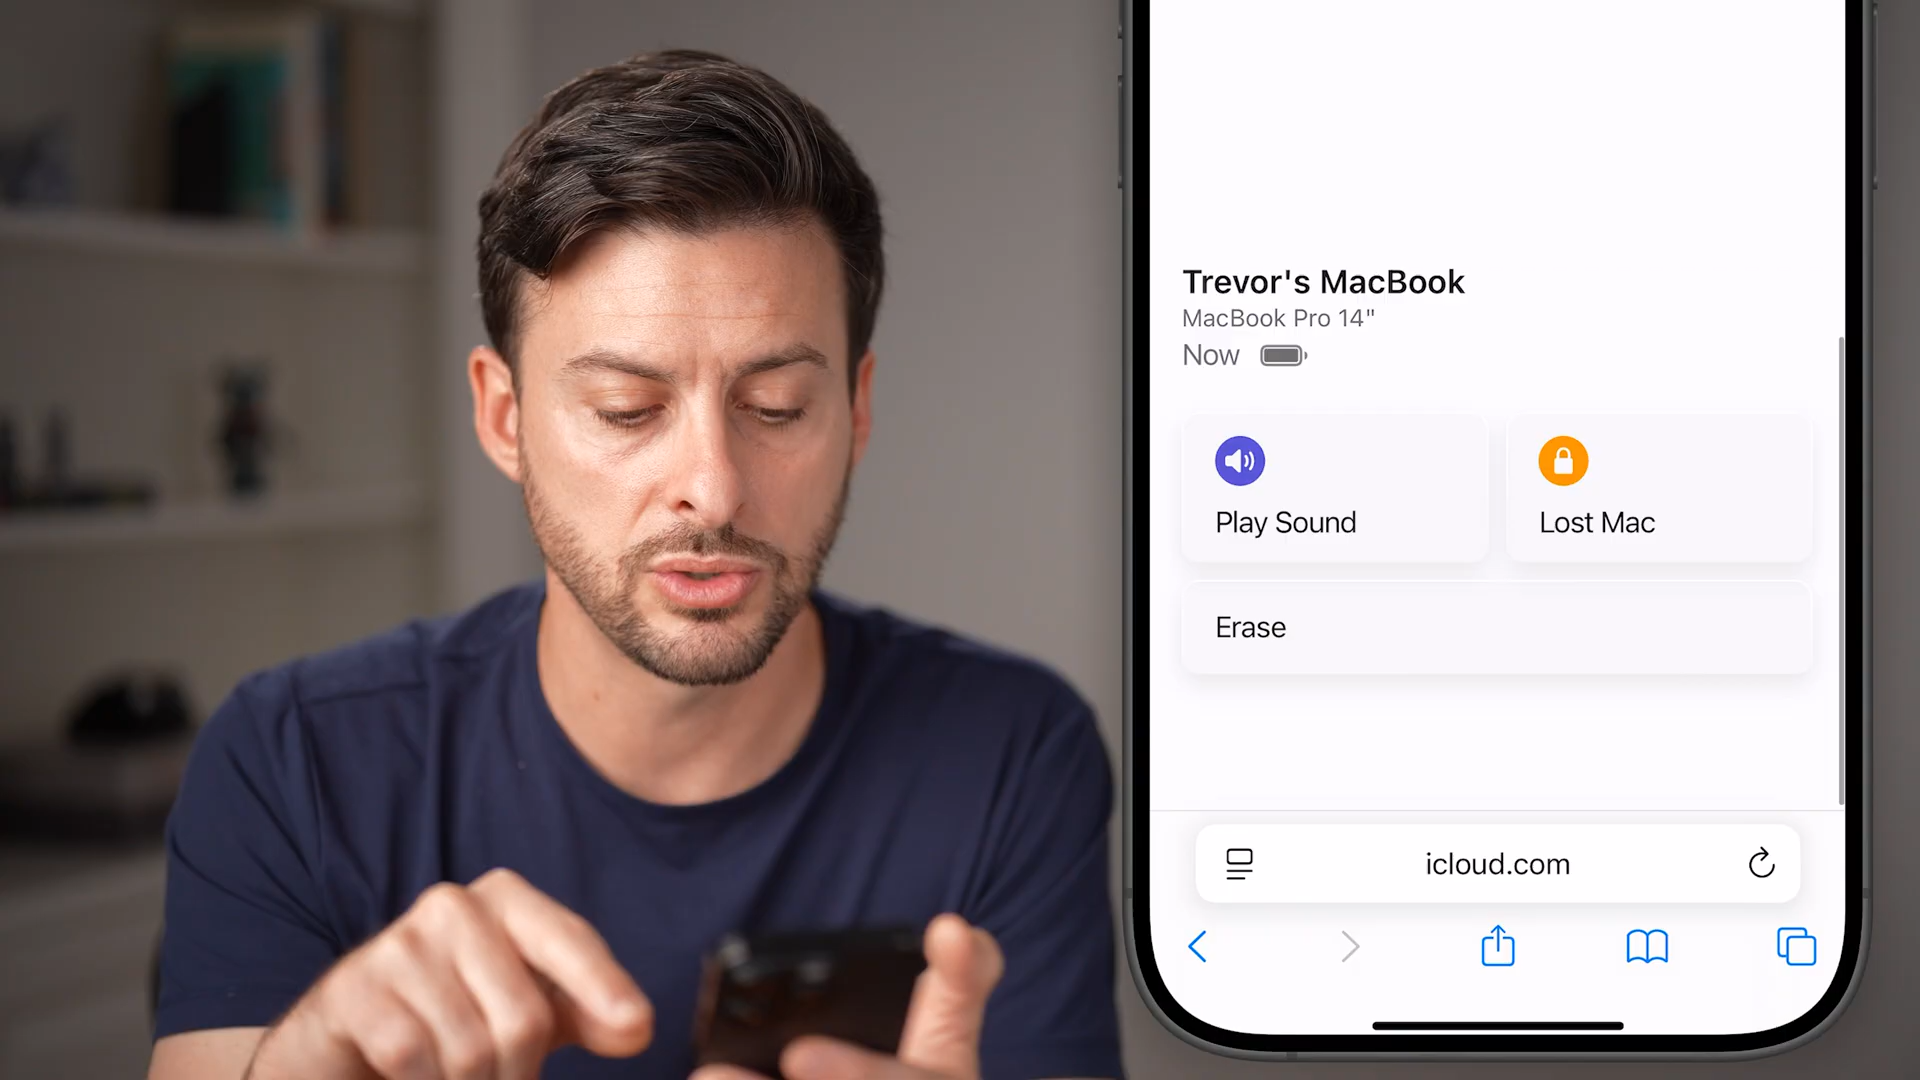 Trevor's MacBook
MacBook Pro 14"
Now
Play Sound
Lost Mac
Erase
icloud.com